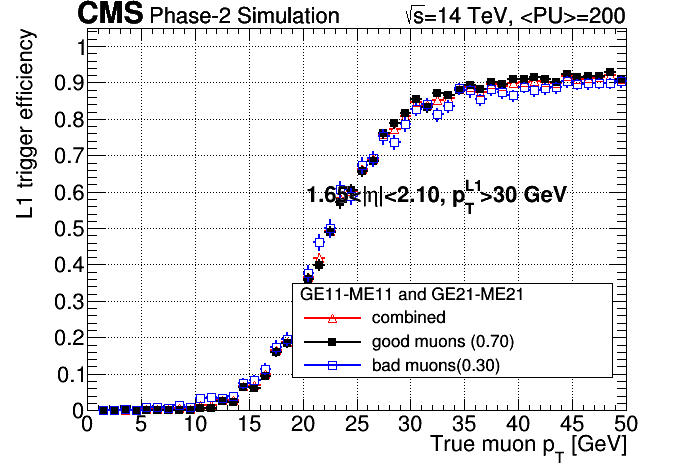 CMS Phase-2 Simulation √s=14 TeV, <PU>=200
L1 trigger efficiency
1
0.9
0.8
0.7
0.6
0.5
0.4
0.3
0.2
0.1
0
1.65<|η|<2.10, p_T^L1>30 GeV
GE11-ME11 and GE21-ME21
combined
good muons (0.70)
bad muons(0.30)
0 5 10 15 20 25 30 35 40 45 50
True muon p_T [GeV]